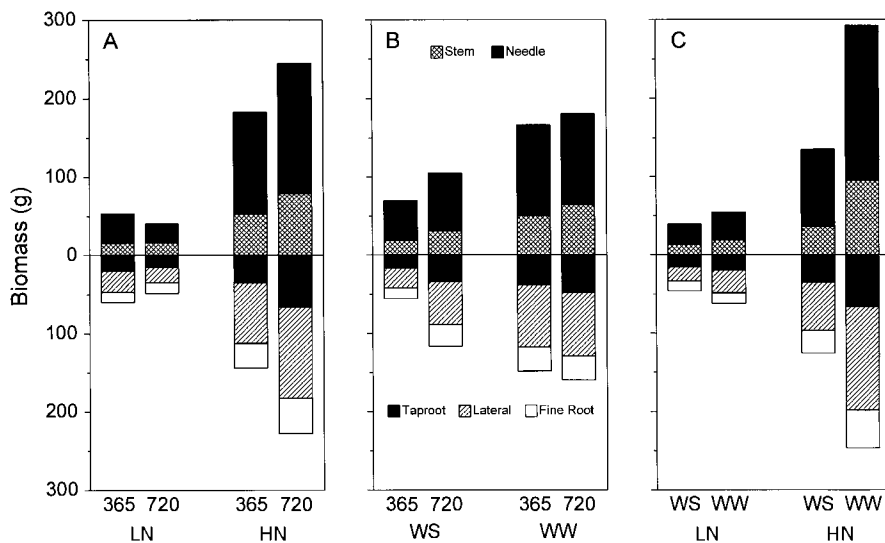 300
200
100
0
100
200
300
Biomass (g)
A
B
C
Stem Needle
Taproot Lateral Fine Root
365 720 365 720
LN HN
365 720 365 720
WS WW
WS WW WS WW
LN HN